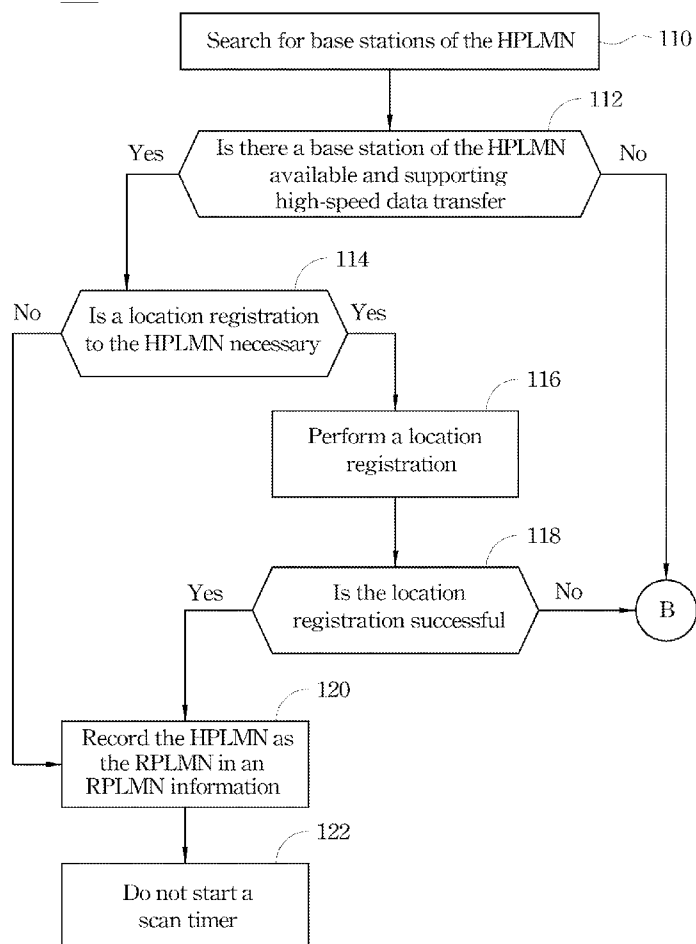 Search for base stations of the HPLMN
110
112
Yes
Is there a base station of the HPLMN
available and supporting
high-speed data transfer
No
114
No
Is a location registration
to the HPLMN necessary
Yes
116
Perform a location
registration
118
Yes
Is the location
registration successful
No
B
120
Record the HPLMN as
the RPLMN in an
RPLMN information
122
Do not start a
scan timer